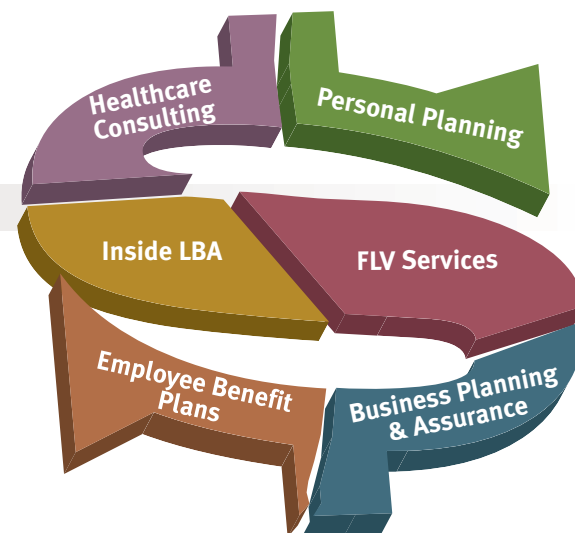 Healthcare
Consulting
Personal Planning
Inside LBA
FLV Services
Employee Benefit
Plans
Business Planning
& Assurance